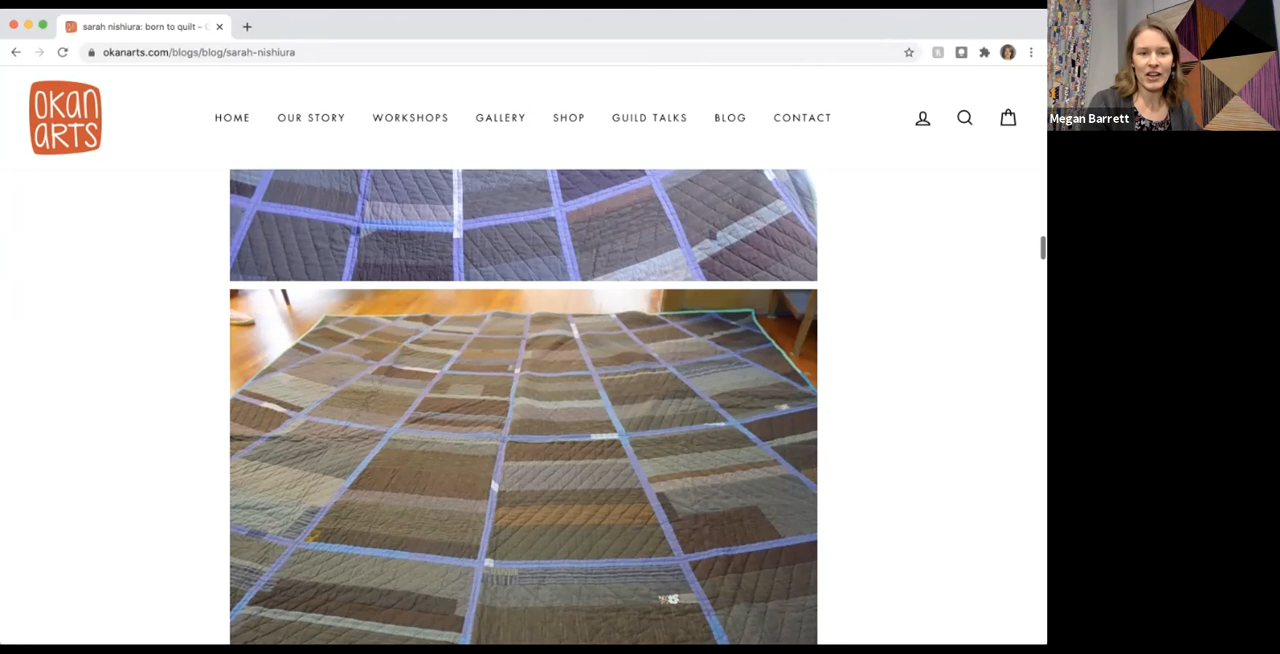 sarah nishiura: born to quilt –
okanarts.com/blogs/blog/sarah-nishiura
Megan Barrett
OKAN
ARTS
HOME OUR STORY WORKSHOPS GALLERY SHOP GUILD TALKS BLOG CONTACT